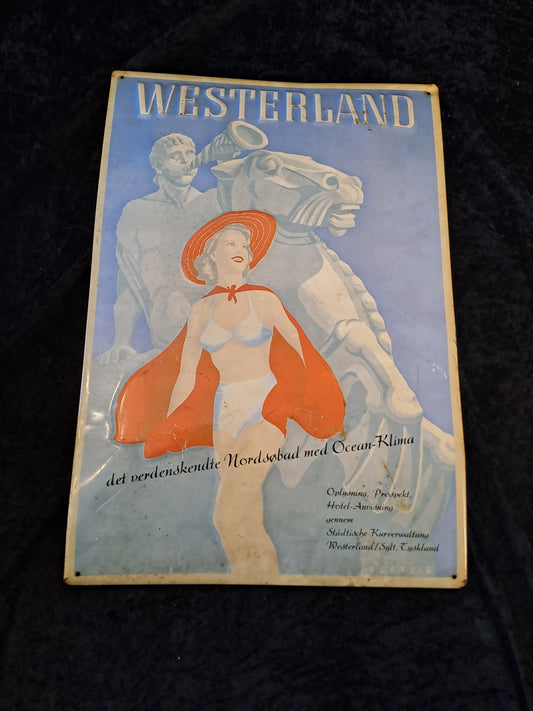 WESTERLAND
det verdenskendte Nordsøbad med Ocean-Klima
Oplysning, Prospekt,
Hotel-Anvisning
gennem
Städtische Kurverwaltung
Westerland/Sylt, Tyskland